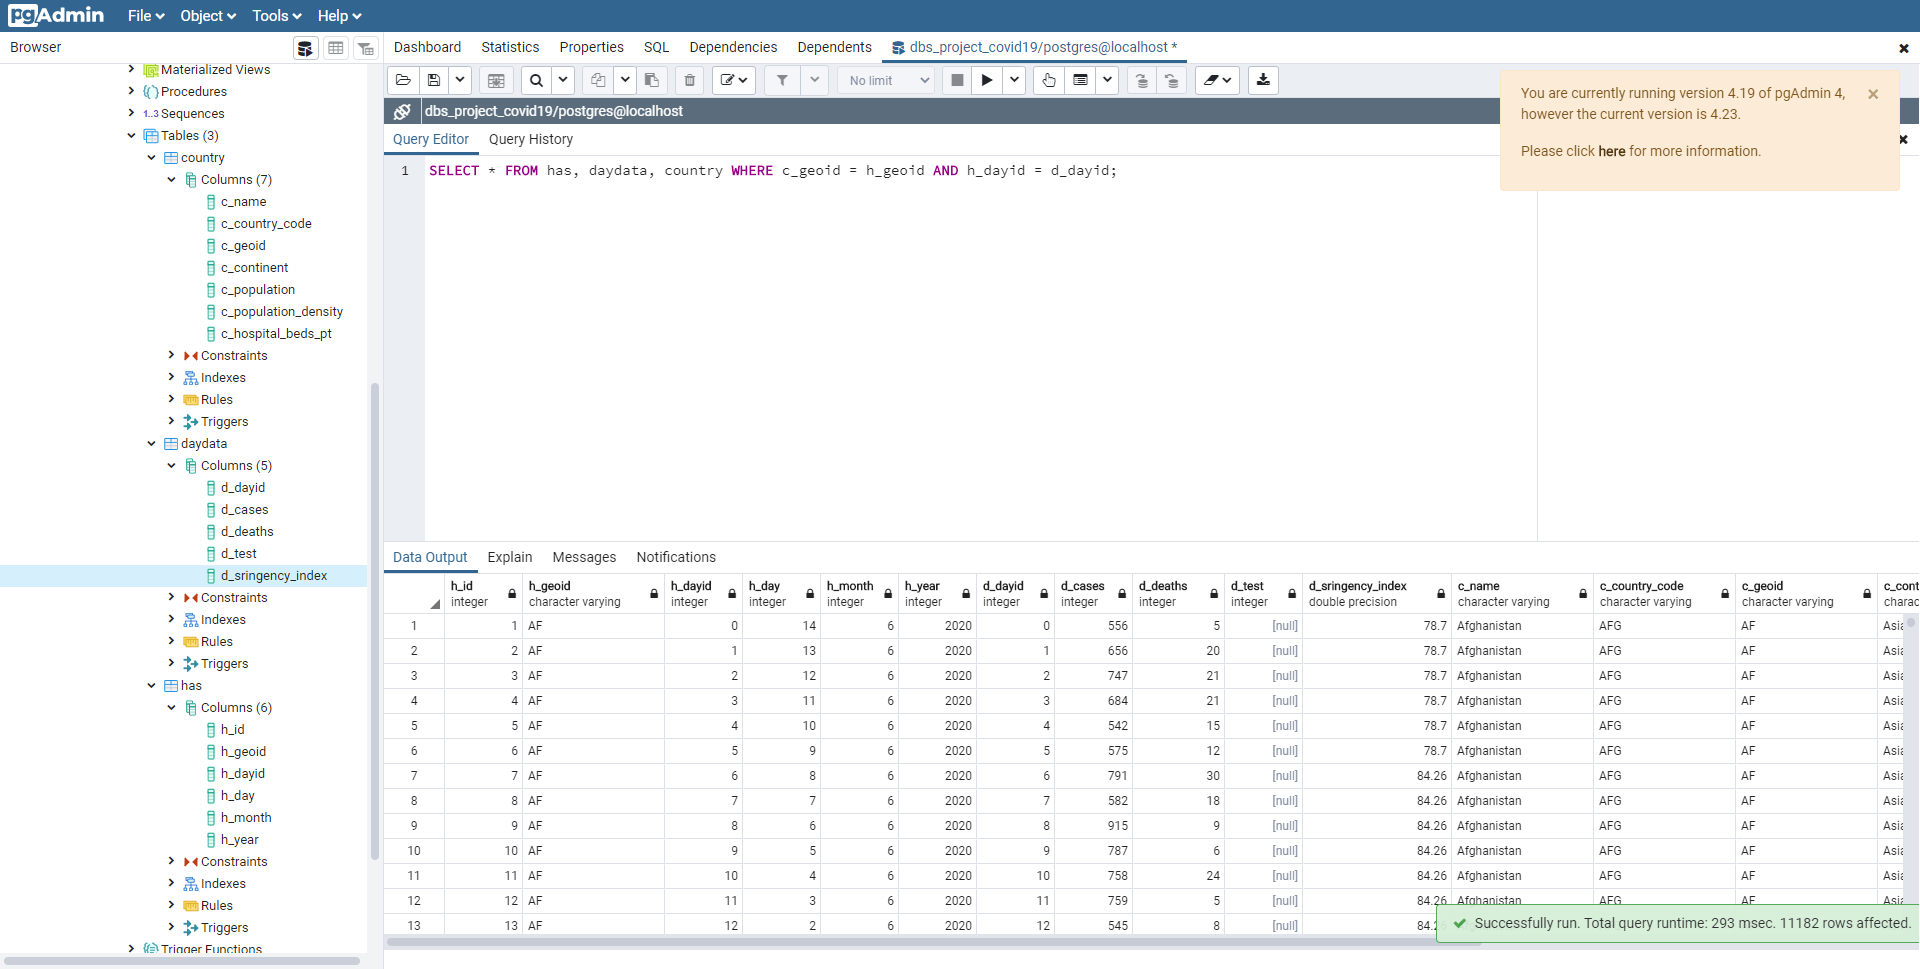 pgAdmin File Object Tools Help
Browser
Dashboard Statistics Properties SQL Dependencies Dependents dbs_project_covid19/postgres@localhost *
Materialized Views
Procedures
1..3 Sequences
Tables (3)
country
Columns (7)
c_name
c_country_code
c_geoid
c_continent
c_population
c_population_density
c_hospital_beds_pt
Constraints
Indexes
Rules
Triggers
daydata
Columns (5)
d_dayid
d_cases
d_deaths
d_test
d_sringency_index
Constraints
Indexes
Rules
Triggers
has
Columns (6)
h_id
h_geoid
h_dayid
h_day
h_month
h_year
Constraints
Indexes
Rules
Triggers
Trigger Functions
No limit
dbs_project_covid19/postgres@localhost
Query Editor Query History
1 SELECT * FROM has, daydata, country WHERE c_geoid = h_geoid AND h_dayid = d_dayid;
You are currently running version 4.19 of pgAdmin 4,
however the current version is 4.23.
Please click here for more information.
Data Output Explain Messages Notifications
h_id h_geoid h_dayid h_day h_month h_year d_dayid d_cases d_deaths d_test d_sringency_index c_name c_country_code c_geoid c_cont
integer character varying integer integer integer integer integer integer integer integer double precision character varying character varying character varying charac
1 1 AF 0 14 6 2020 0 556 5 [null] 78.7 Afghanistan AFG AF Asia
2 2 AF 1 13 6 2020 1 656 20 [null] 78.7 Afghanistan AFG AF Asia
3 3 AF 2 12 6 2020 2 747 21 [null] 78.7 Afghanistan AFG AF Asia
4 4 AF 3 11 6 2020 3 684 21 [null] 78.7 Afghanistan AFG AF Asia
5 5 AF 4 10 6 2020 4 542 15 [null] 78.7 Afghanistan AFG AF Asia
6 6 AF 5 9 6 2020 5 575 12 [null] 78.7 Afghanistan AFG AF Asia
7 7 AF 6 8 6 2020 6 791 30 [null] 84.26 Afghanistan AFG AF Asia
8 8 AF 7 7 6 2020 7 582 18 [null] 84.26 Afghanistan AFG AF Asia
9 9 AF 8 6 6 2020 8 915 9 [null] 84.26 Afghanistan AFG AF Asia
10 10 AF 9 5 6 2020 9 787 6 [null] 84.26 Afghanistan AFG AF Asia
11 11 AF 10 4 6 2020 10 758 24 [null] 84.26 Afghanistan AFG AF Asia
12 12 AF 11 3 6 2020 11 759 5 [null] 84.26 Afghanistan AFG AF Asia
13 13 AF 12 2 6 2020 12 545 8 [null] 84.2
Successfully run. Total query runtime: 293 msec. 11182 rows affected.